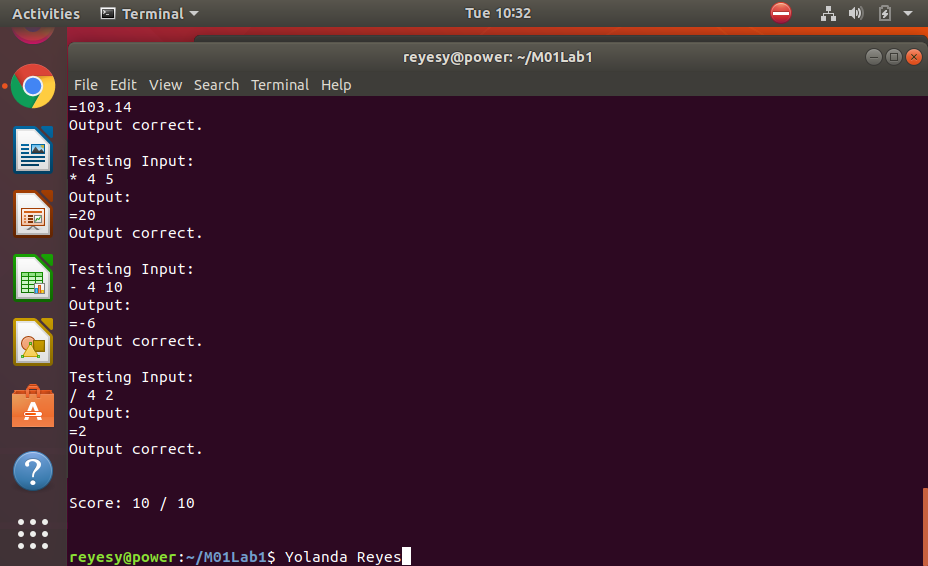 Activities Terminal Tue 10:32
reyesy@power: ~/M01Lab1
File Edit View Search Terminal Help
=103.14
Output correct.
Testing Input:
* 4 5
Output:
=20
Output correct.
Testing Input:
- 4 10
Output:
=-6
Output correct.
Testing Input:
/ 4 2
Output:
=2
Output correct.
Score: 10 / 10
reyesy@power:~/M01Lab1$ Yolanda Reyes